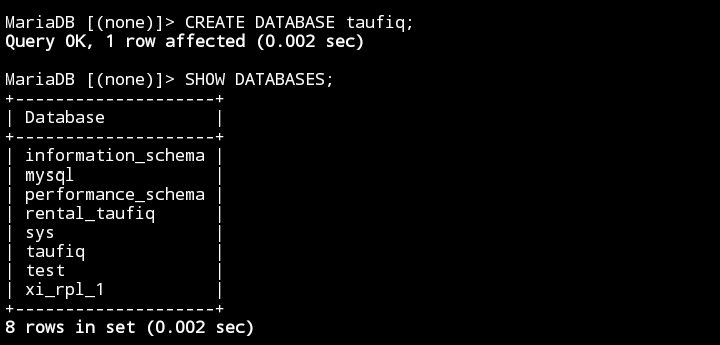 MariaDB [(none)]> CREATE DATABASE taufiq;
Query OK, 1 row affected (0.002 sec)
MariaDB [(none)]> SHOW DATABASES;
+--------------------+
| Database           |
+--------------------+
| information_schema |
| mysql              |
| performance_schema |
| rental_taufiq      |
| sys                |
| taufiq             |
| test               |
| xi_rpl_1           |
+--------------------+
8 rows in set (0.002 sec)